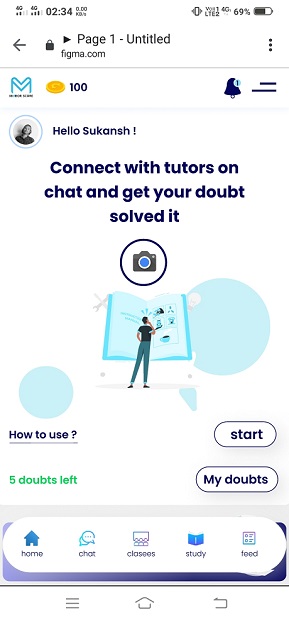 4G 4G 02:34 0.00 KB/s Vo) 1 4G LTE2 69%
► Page 1 - Untitled
figma.com
100
Hello Sukansh !
Connect with tutors on
chat and get your doubt
solved it
How to use ?
start
5 doubts left
My doubts
home chat clasees study feed